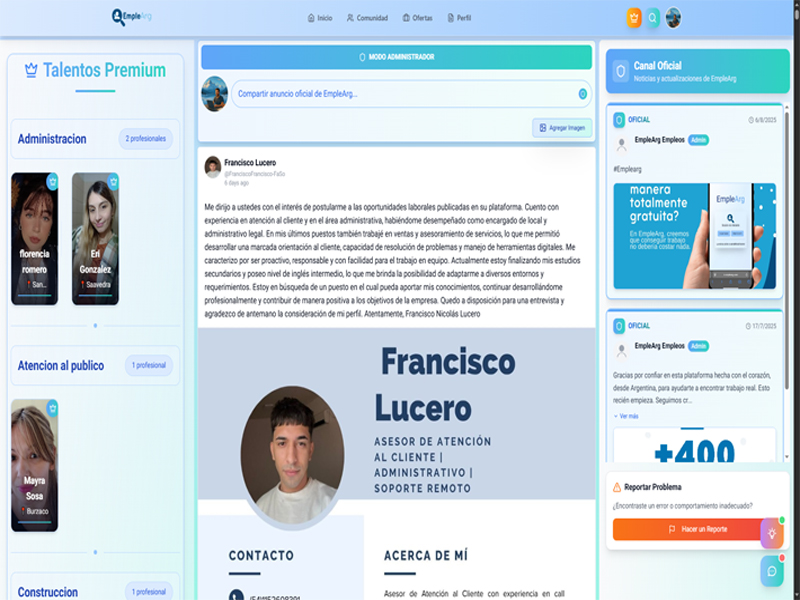 EmpleArg
Inicio
Comunidad
Ofertas
Perfil
Talentos Premium
Administracion
2 profesionales
florencia
romero
San...
Eri
Gonzalez
Saavedra
Atencion al publico
1 profesional
Mayra
Sosa
Burzaco
Construccion
1 profesional
MODO ADMINISTRADOR
Compartir anuncio oficial de EmpleArg...
Agregar Imagen
Francisco Lucero
@FranciscoFrancisco-FaSo
6 days ago
Me dirijo a ustedes con el interés de postularme a las oportunidades laborales publicadas en su plataforma. Cuento con
experiencia en atención al cliente y en el área administrativa, habiéndome desempeñado como encargado de local y
administrativo legal. En mis últimos puestos también trabajé en ventas y asesoramiento de servicios, lo que me permitió
desarrollar una marcada orientación al cliente, capacidad de resolución de problemas y manejo de herramientas digitales. Me
caracterizo por ser proactivo, responsable y con facilidad para el trabajo en equipo. Actualmente estoy finalizando mis estudios
secundarios y poseo nivel de inglés intermedio, lo que me brinda la posibilidad de adaptarme a diversos entornos y
requerimientos. Estoy en búsqueda de un puesto en el cual pueda aportar mis conocimientos, continuar desarrollándome
profesionalmente y contribuir de manera positiva a los objetivos de la empresa. Quedo a disposición para una entrevista y
agradezco de antemano la consideración de mi perfil. Atentamente, Francisco Nicolás Lucero
Francisco
Lucero
ASESOR DE ATENCIÓN
AL CLIENTE |
ADMINISTRATIVO |
SOPORTE REMOTO
CONTACTO
ACERCA DE MÍ
Asesor de Atención al Cliente con experiencia en call
Canal Oficial
Noticias y actualizaciones de EmpleArg
OFICIAL
6/8/2025
EmpleArg Empleos
Admin
#Emplearg
manera
totalmente
gratuita?
En EmpleArg, creemos
que conseguir trabajo
no debería costar nada.
EmpleArg
OFICIAL
17/7/2025
EmpleArg Empleos
Admin
Gracias por confiar en esta plataforma hecha con el corazón,
desde Argentina, para ayudarte a encontrar trabajo real. Esto
recién empieza. Seguimos cr...
Ver más
+400
Reportar Problema
¿Encontraste un error o comportamiento inadecuado?
Hacer un Reporte